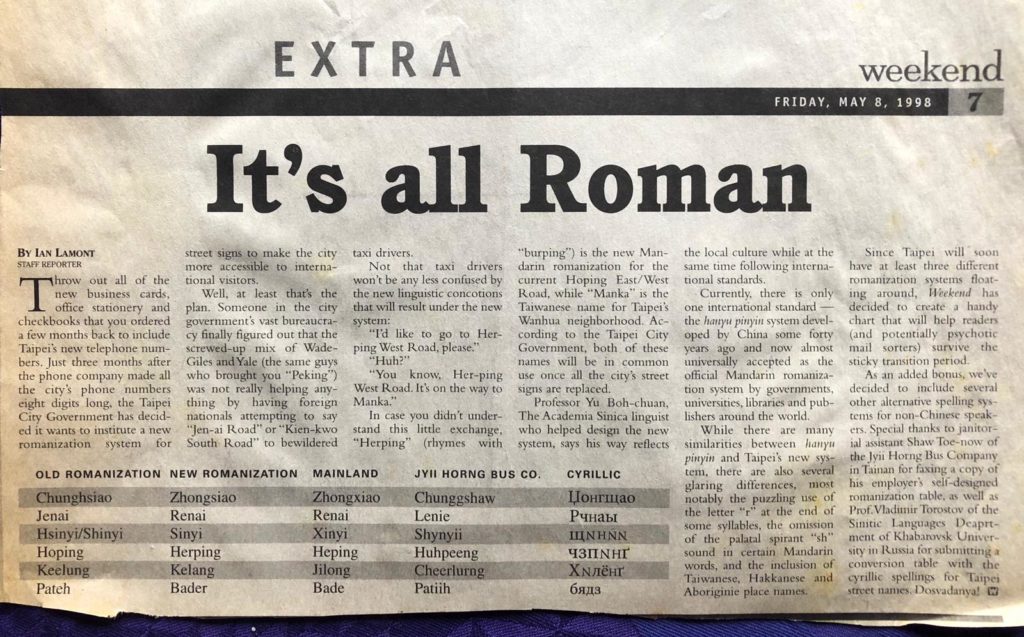 EXTRA
weekend
FRIDAY, MAY 8, 1998 7
It's all Roman
BY IAN LAMONT
STAFF REPORTER
Throw out all of the
new business cards,
office stationery and
checkbooks that you ordered
a few months back to include
Taipei's new telephone num-
bers. Just three months after
the phone company made all
the city's phone numbers
eight digits long, the Taipei
City Government has decid-
ed it wants to institute a new
romanization system for
street signs to make the city
more accessible to interna-
tional visitors.
Well, at least that's the
plan. Someone in the city
government's vast bureaucra-
cy finally figured out that the
screwed-up mix of Wade-
Giles and Yale (the same guys
who brought you "Peking")
was not really helping any-
thing by having foreign
nationals attempting to say
"Jen-ai Road" or "Kien-kwo
South Road" to bewildered
taxi drivers.
Not that taxi drivers
won't be any less confused by
the new linguistic concotions
that will result under the new
system:
"I'd like to go to Her-
ping West Road, please."
"Huh?"
"You know, Her-ping
West Road. It's on the way to
Manka."
In case you didn't under-
stand this little exchange,
"Herping" (rhymes with
"burping") is the new Man-
darin romanization for the
current Hoping East/West
Road, while "Manka" is the
Taiwanese name for Taipei's
Wanhua neighborhood. Ac-
cording to the Taipei City
Government, both of these
names will be in common
use once all the city's street
signs are replaced.
Professor Yu Boh-chuan,
The Academia Sinica linguist
who helped design the new
system, says his way reflects
the local culture while at the
same time following interna-
tional standards.
Currently, there is only
one international standard —
the hanyu pinyin system devel-
oped by China some forty
years ago and now almost
universally accepted as the
official Mandarin romaniza-
tion system by governments,
universities, libraries and pub-
lishers around the world.
While there are many
similarities between hanyu
pinyin and Taipei's new sys-
tem, there are also several
glaring differences, most
notably the puzzling use of
the letter "r" at the end of
some syllables, the omission
of the palatal spirant "sh"
sound in certain Mandarin
words, and the inclusion of
Taiwanese, Hakkanese and
Aboriginie place names.
Since Taipei will soon
have at least three different
romanization systems float-
ing around, Weekend has
decided to create a handy
chart that will help readers
(and potentially psychotic
mail sorters) survive the
sticky transition period.
As an added bonus, we've
decided to include several
other alternative spelling sys-
tems for non-Chinese speak-
ers. Special thanks to janitor-
ial assistant Shaw Toe-now of
the Jyii Horng Bus Company
in Tainan for faxing a copy of
his employer's self-designed
romanization table, as well as
Prof. Vladimir Torostov of the
Sinitic Languages Deaprt-
ment of Khabarovsk Univer-
sity in Russia for submitting a
conversion table with the
cyrillic spellings for Taipei
street names. Dosvadanya! W
OLD ROMANIZATION NEW ROMANIZATION MAINLAND JYII HORNG BUS CO. CYRILLIC
Chunghsiao Zhongsiao Zhongxiao Chunggshaw Џонгщао
Jenai Renai Renai Lenie Рчнаы
Hsinyi/Shinyi Sinyi Xinyi Shynyii
Hoping Herping Heping Huhpeeng
Keelung Kelang Jilong Cheerlurng
Pateh Bader Bade Patiih бядз